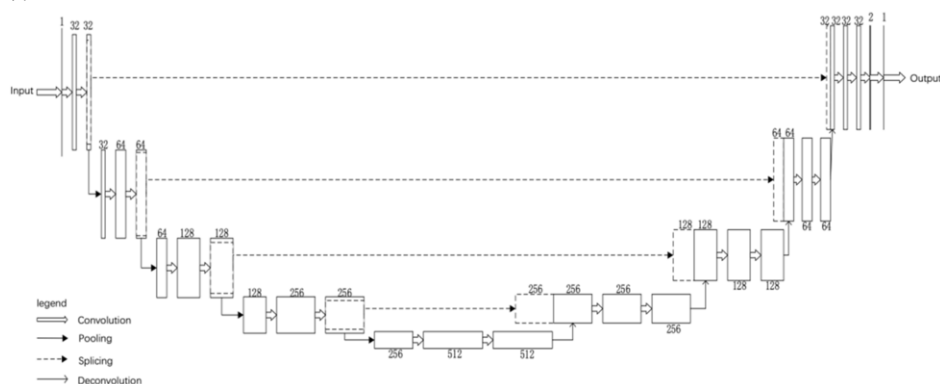 1 32 32
Input
32 64 64
64 128 128
128 256 256
256 512 512
256 256 256
256
128 128
128 128
64 64
64 64
32 32 32 32 2 1
Output
legend
Convolution
Pooling
Splicing
Deconvolution